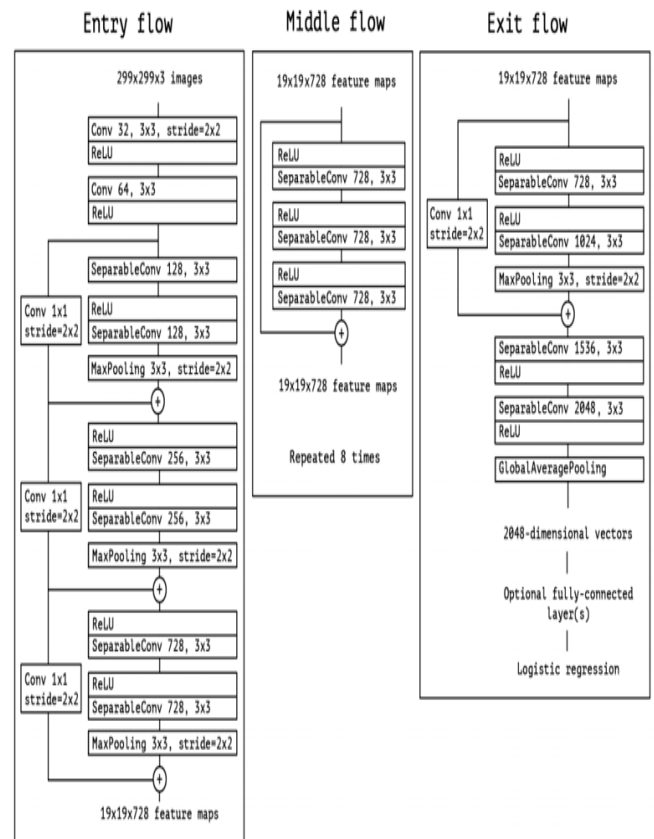 Entry flow
299x299x3 images
Conv 32, 3x3, stride=2x2
ReLU
Conv 64, 3x3
ReLU
SeparableConv 128, 3x3
Conv 1x1
stride=2x2
ReLU
SeparableConv 128, 3x3
MaxPooling 3x3, stride=2x2
+
ReLU
SeparableConv 256, 3x3
Conv 1x1
stride=2x2
ReLU
SeparableConv 256, 3x3
MaxPooling 3x3, stride=2x2
+
ReLU
SeparableConv 728, 3x3
Conv 1x1
stride=2x2
ReLU
SeparableConv 728, 3x3
MaxPooling 3x3, stride=2x2
+
19x19x728 feature maps
Middle flow
19x19x728 feature maps
ReLU
SeparableConv 728, 3x3
ReLU
SeparableConv 728, 3x3
ReLU
SeparableConv 728, 3x3
+
19x19x728 feature maps
Repeated 8 times
Exit flow
19x19x728 feature maps
ReLU
SeparableConv 728, 3x3
Conv 1x1
stride=2x2
ReLU
SeparableConv 1024, 3x3
MaxPooling 3x3, stride=2x2
+
SeparableConv 1536, 3x3
ReLU
SeparableConv 2048, 3x3
ReLU
GlobalAveragePooling
2048-dimensional vectors
Optional fully-connected
layer(s)
Logistic regression